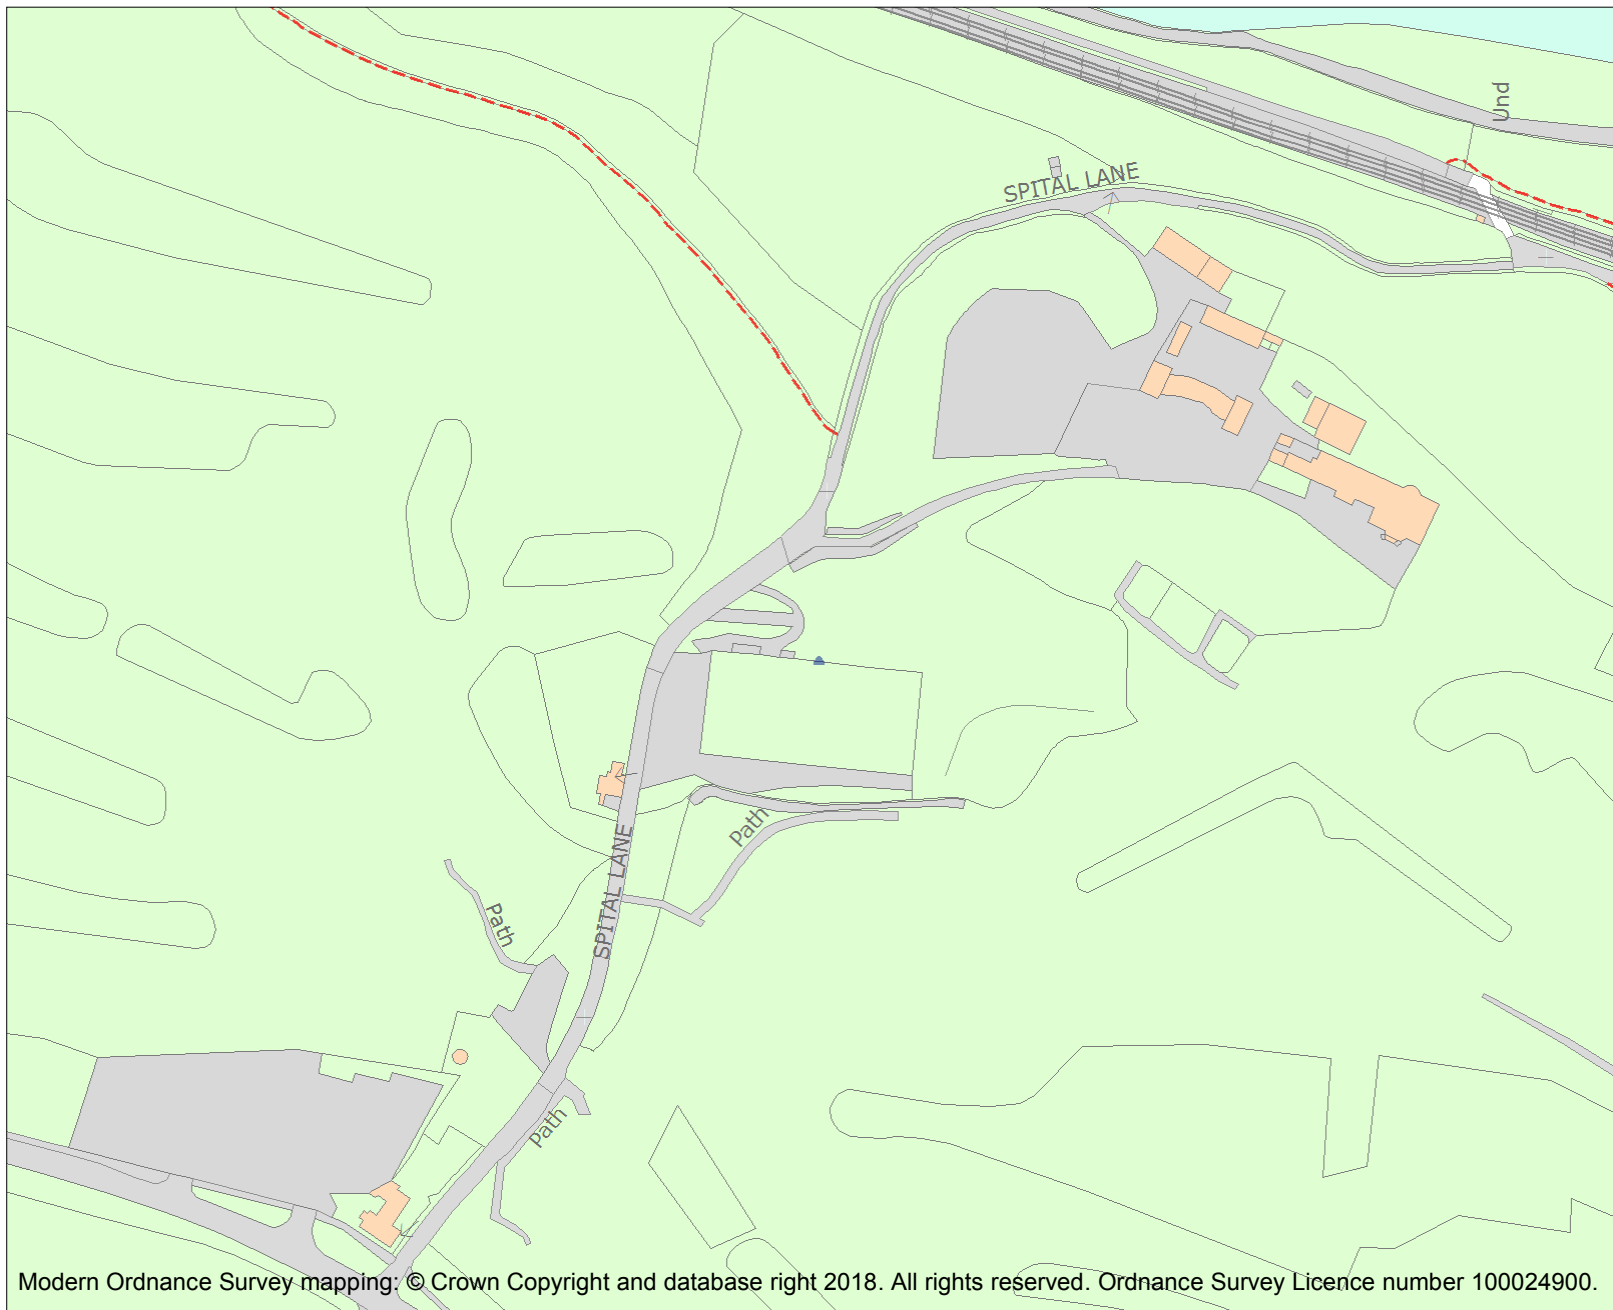 Und
SPITAL LANE
Path
SPITAL LANE
Path
Path
Modern Ordnance Survey mapping: © Crown Copyright and database right 2018. All rights reserved. Ordnance Survey Licence number 100024900.